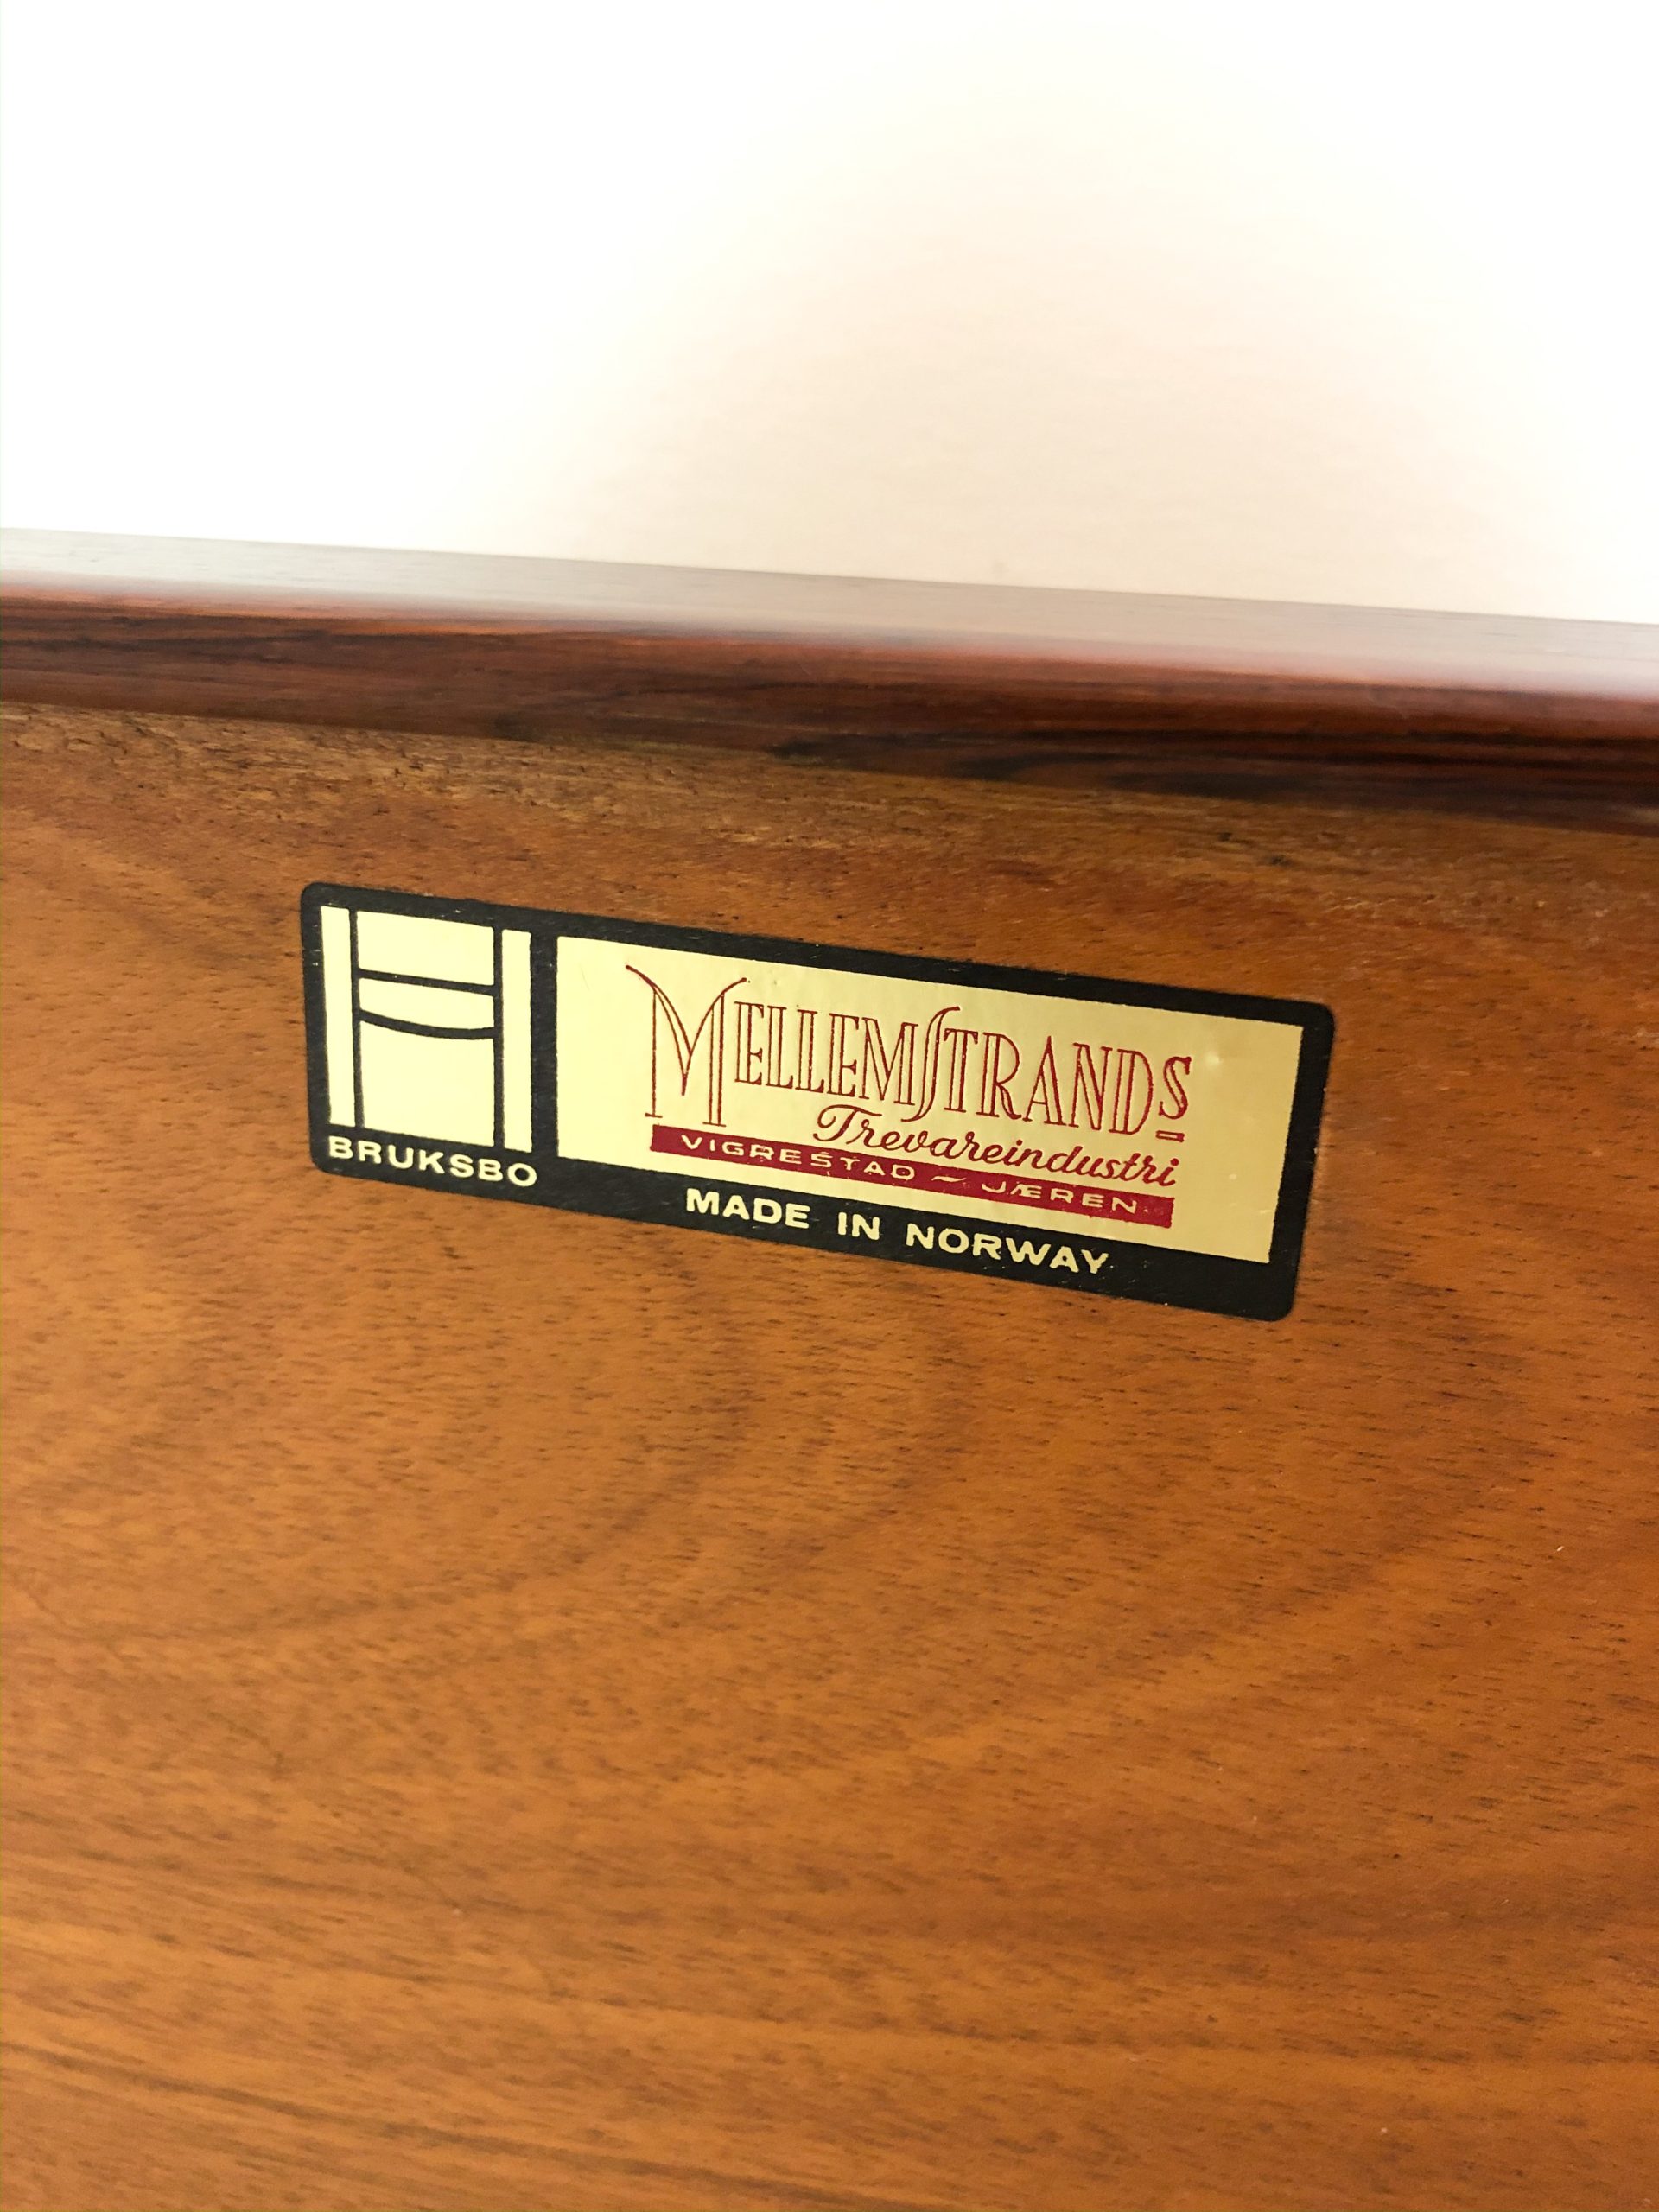 BRUKSBO
MELLEMSTRANDS
Trevareindustri
VIGRESTAD ~ JÆREN
MADE IN NORWAY